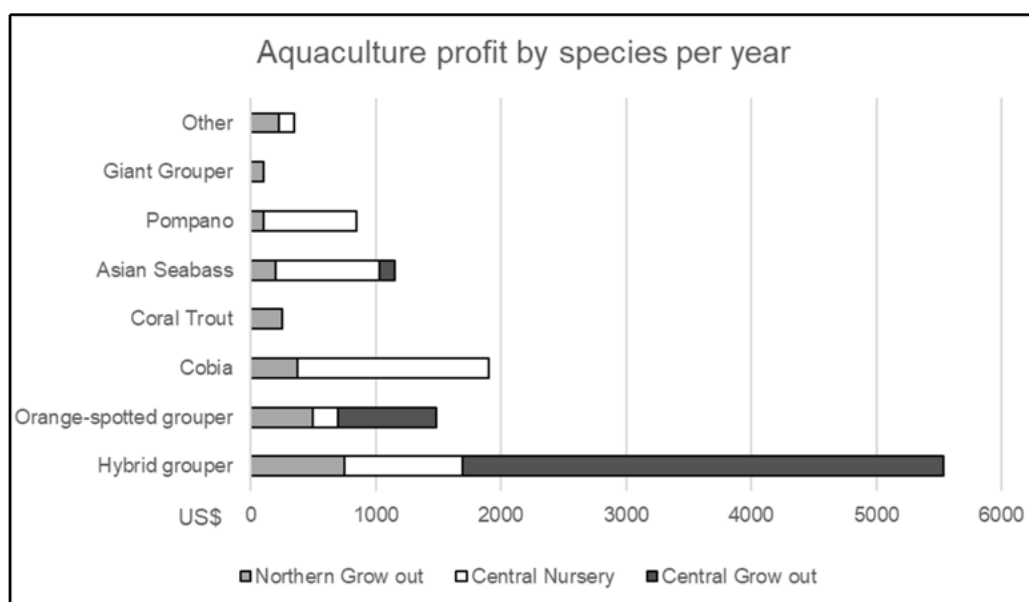 Aquaculture profit by species per year
Other
Giant Grouper
Pompano
Asian Seabass
Coral Trout
Cobia
Orange-spotted grouper
Hybrid grouper
US$ 0 1000 2000 3000 4000 5000 6000
Northern Grow out Central Nursery Central Grow out